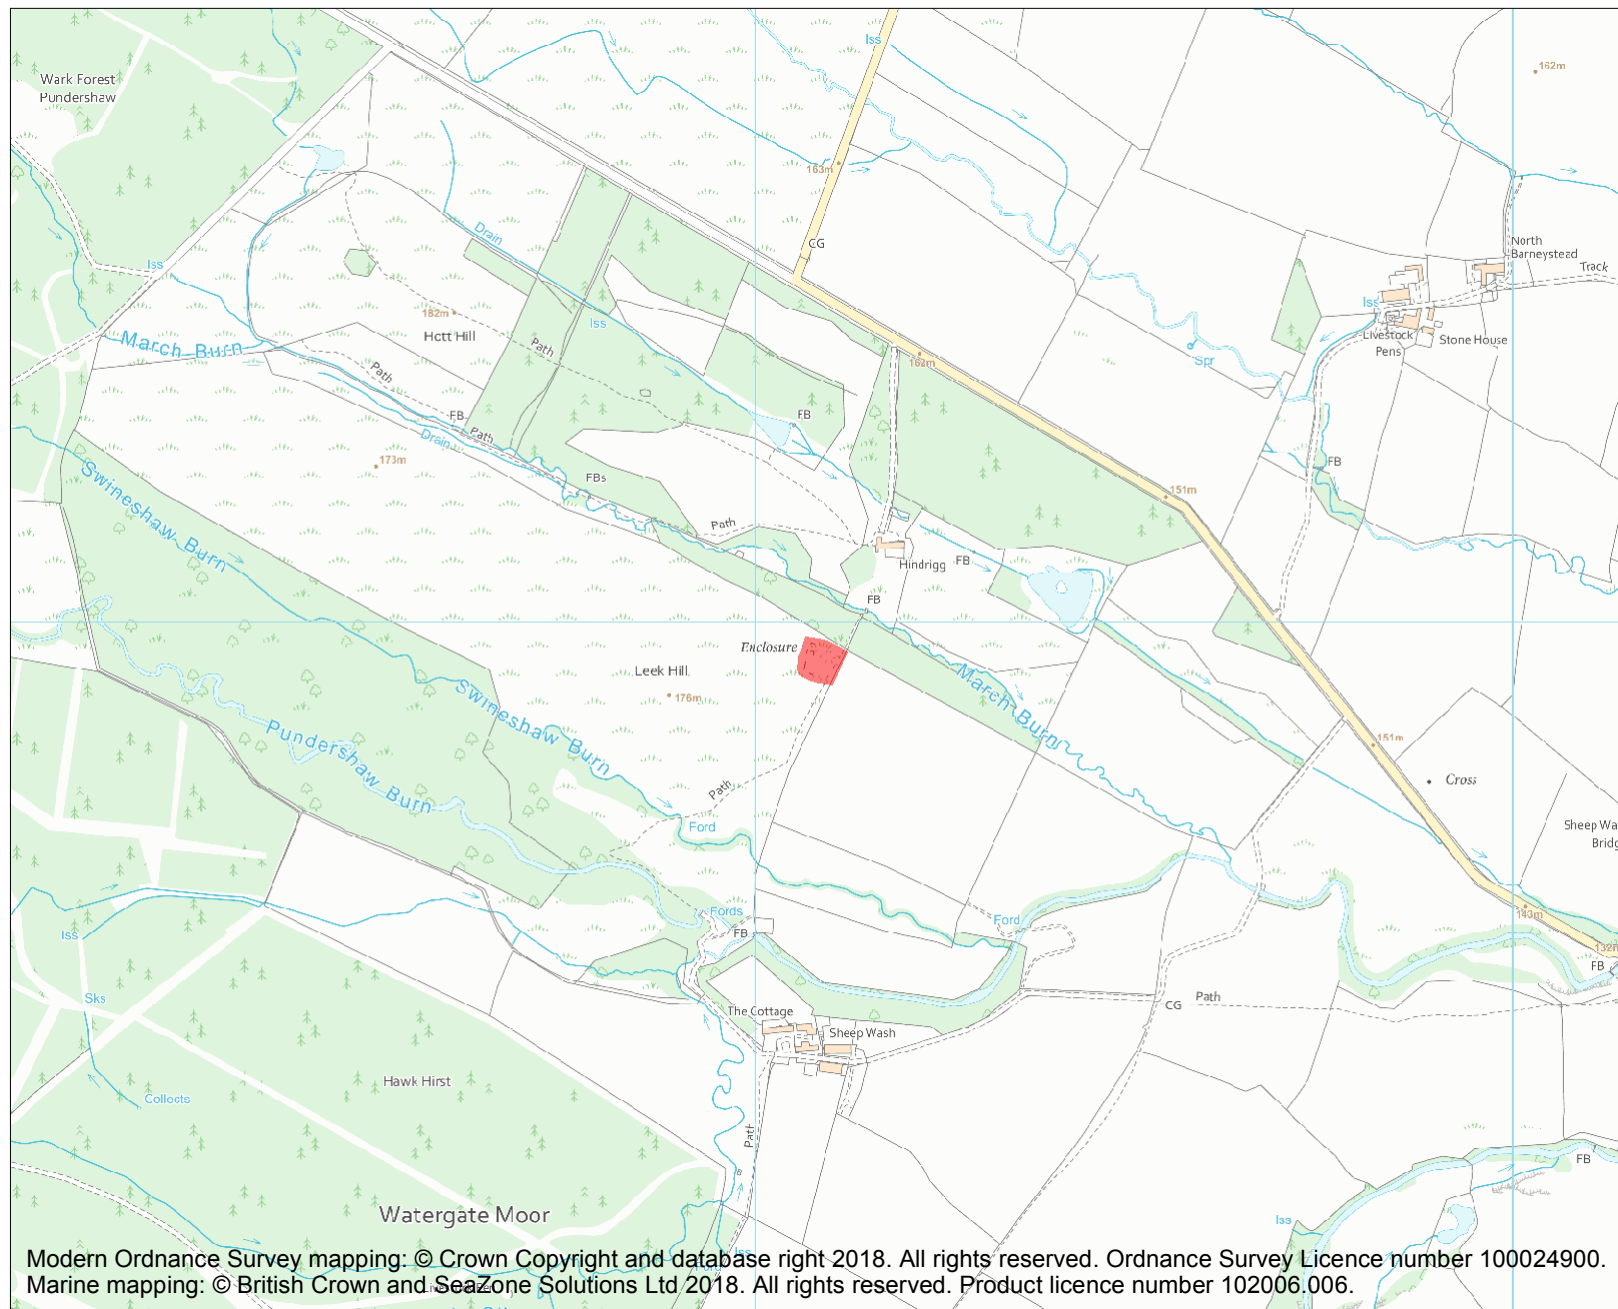 Iss
Wark Forest
Pundershaw
162m
163m
Drain
CG
North
Barneystead
Track
Iss
Iss
182m
Hott Hill
Iss
Livestock
Pens
Stone House
March Burn
Path
Path
162m
Spr
FB
Path
FB
Drain
173m
FB
FBs
151m
Swineshaw Burn
Path
Hindrigg
FB
FB
Enclosure
Leek Hill
176m
March Burn
Swineshaw Burn
Pundershaw Burn
151m
Cross
Path
Ford
Sheep Wa
Bridg
Fords
Ford
FB
143m
Iss
132m
FB
Sks
Path
CG
The Cottage
Sheep Wash
Hawk Hirst
Collects
Path
FB
Watergate Moor
Iss
Iss
Modern Ordnance Survey mapping: © Crown Copyright and database right 2018. All rights reserved. Ordnance Survey Licence number 100024900.
Marine mapping: © British Crown and SeaZone Solutions Ltd 2018. All rights reserved. Product licence number 102006.006.